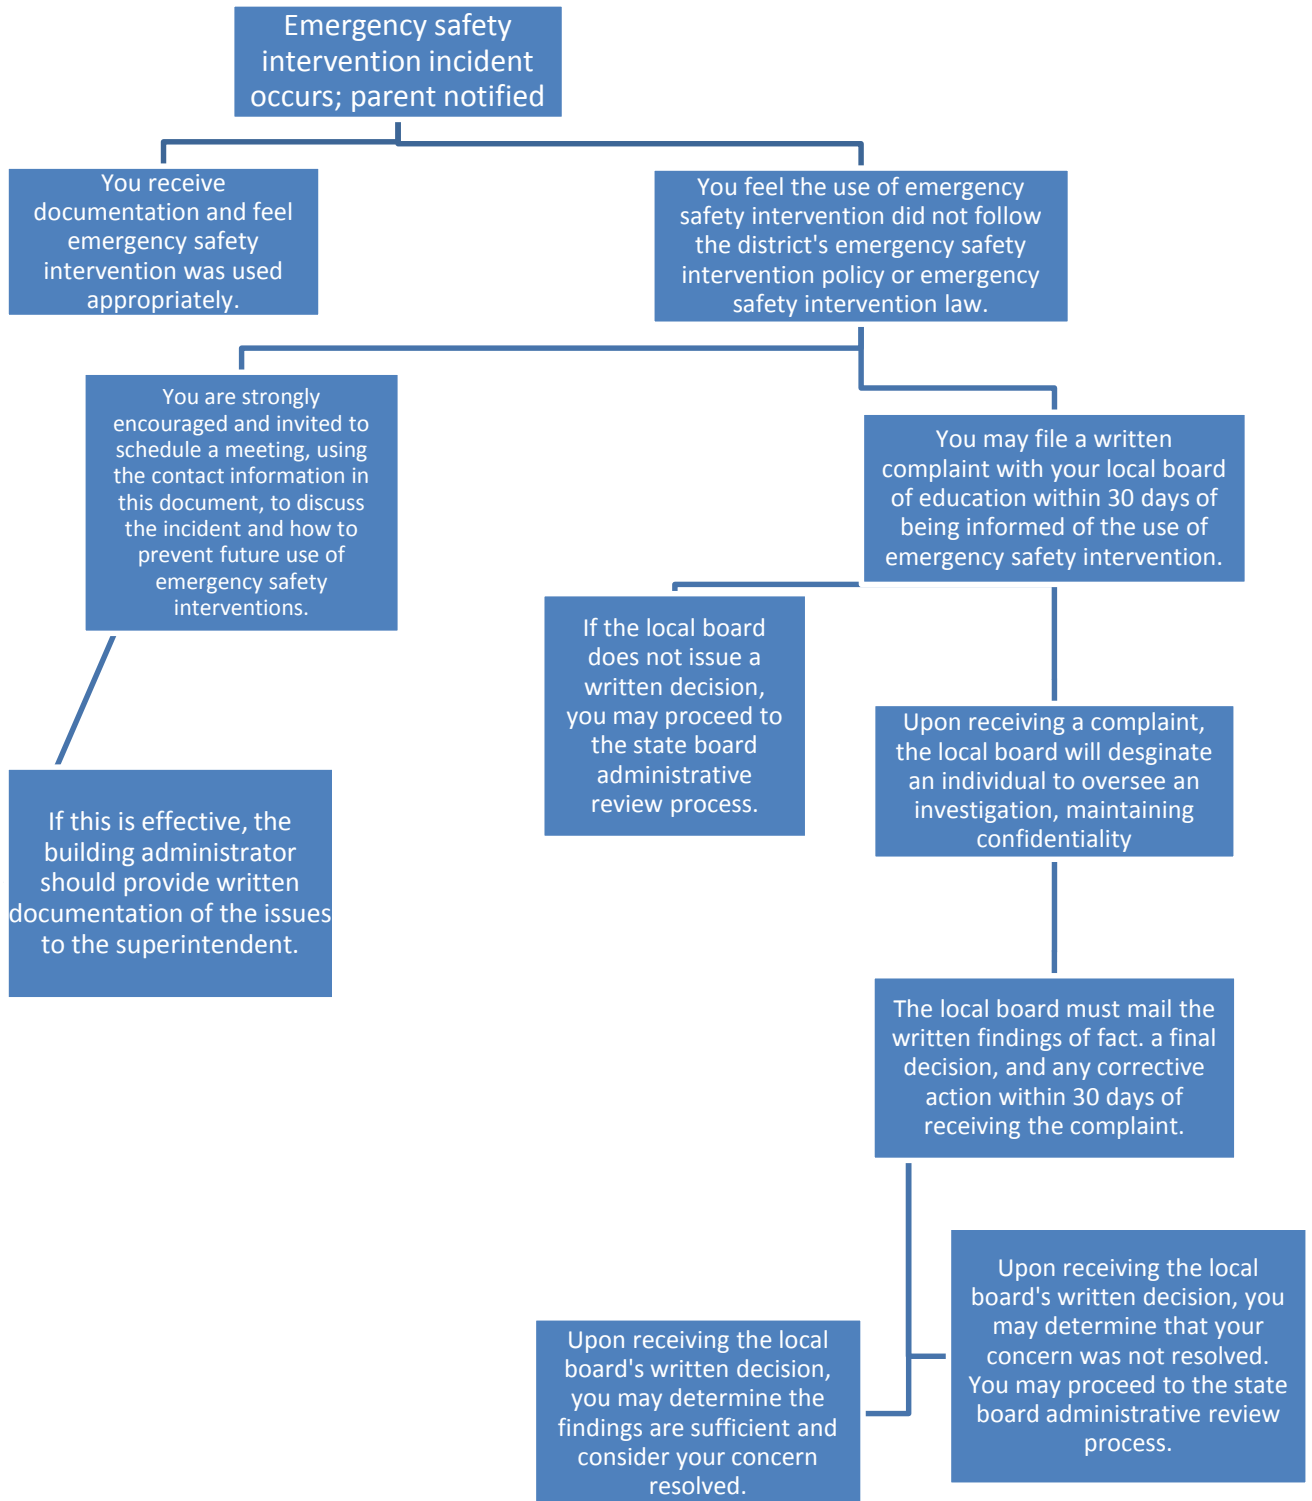 Emergency safety
intervention incident
occurs; parent notified
You receive
documentation and feel
emergency safety
intervention was used
appropriately.
You feel the use of emergency
safety intervention did not follow
the district's emergency safety
intervention policy or emergency
safety intervention law.
You are strongly
encouraged and invited to
schedule a meeting, using
the contact information in
this document, to discuss
the incident and how to
prevent future use of
emergency safety
interventions.
You may file a written
complaint with your local board
of education within 30 days of
being informed of the use of
emergency safety intervention.
If the local board
does not issue a
written decision,
you may proceed to
the state board
administrative
review process.
Upon receiving a complaint,
the local board will desginate
an individual to oversee an
investigation, maintaining
confidentiality
If this is effective, the
building administrator
should provide written
documentation of the issues
to the superintendent.
The local board must mail the
written findings of fact. a final
decision, and any corrective
action within 30 days of
receiving the complaint.
Upon receiving the local
board's written decision, you
may determine that your
concern was not resolved.
You may proceed to the state
board administrative review
process.
Upon receiving the local
board's written decision,
you may determine the
findings are sufficient and
consider your concern
resolved.